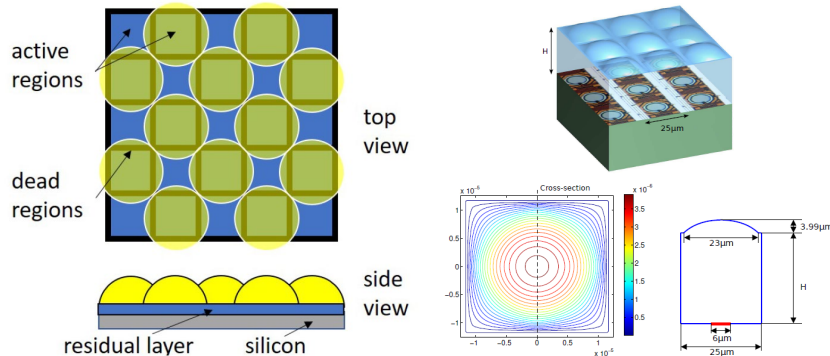 active
regions
top
view
dead
regions
side
view
residual layer
silicon
H
25µm
x 10⁻⁶
Cross-section
x 10⁻⁶
1
0.5
0
−0.5
−1
−1
−0.5
0
0.5
1
x 10⁻⁵
3.5
3
2.5
2
1.5
1
0.5
3.99µm
23µm
H
6µm
25µm